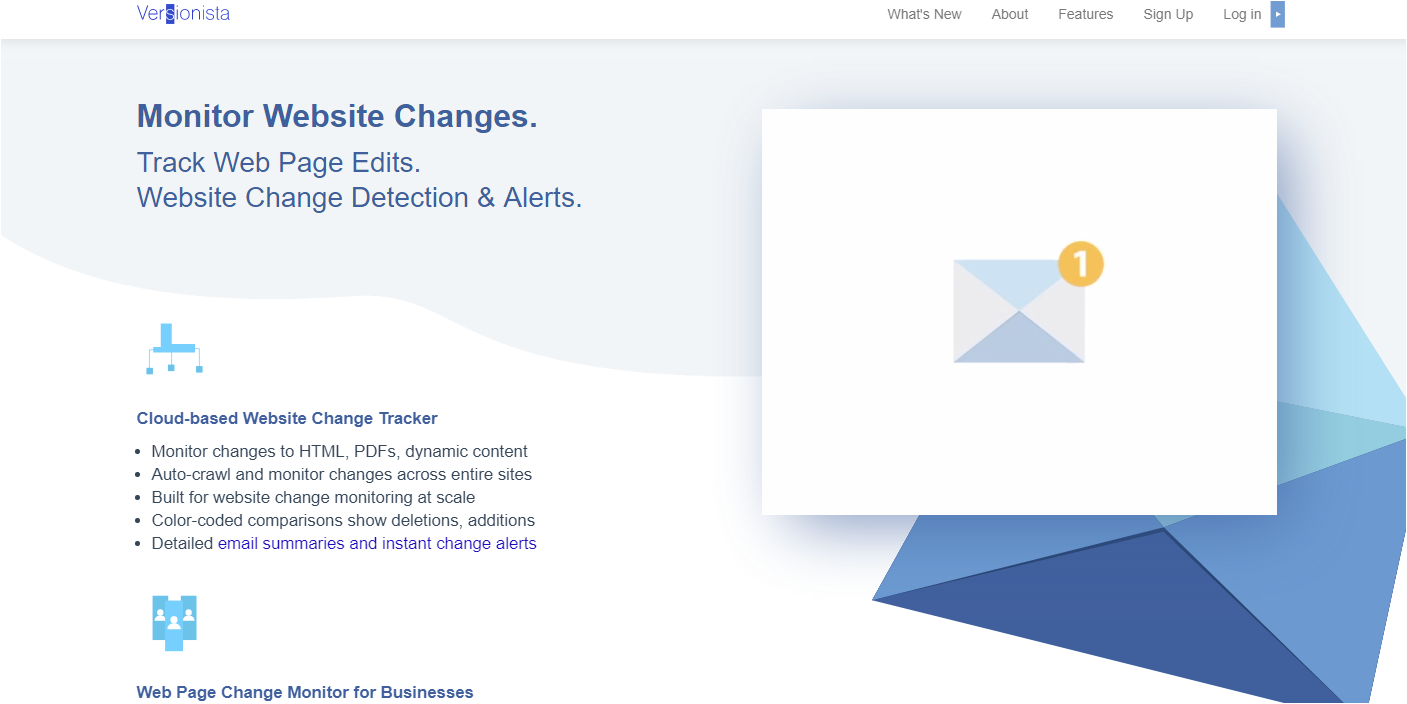 Versionista
What's New About Features Sign Up Log in
Monitor Website Changes.
Track Web Page Edits.
Website Change Detection & Alerts.
1
Cloud-based Website Change Tracker
• Monitor changes to HTML, PDFs, dynamic content
• Auto-crawl and monitor changes across entire sites
• Built for website change monitoring at scale
• Color-coded comparisons show deletions, additions
• Detailed email summaries and instant change alerts
Web Page Change Monitor for Businesses